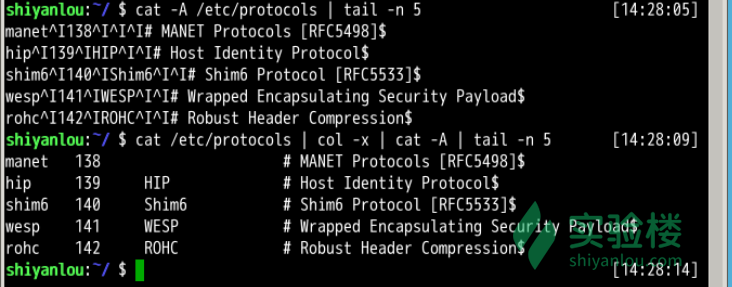 shiyanlou:~/ $ cat -A /etc/protocols | tail -n 5 [14:28:05]
manet^I138^I^I^I# MANET Protocols [RFC5498]$
hip^I139^IHIP^I^I# Host Identity Protocol$
shim6^I140^IShim6^I^I# Shim6 Protocol [RFC5533]$
wesp^I141^IWESP^I^I# Wrapped Encapsulating Security Payload$
rohc^I142^IROHC^I^I# Robust Header Compression$
shiyanlou:~/ $ cat /etc/protocols | col -x | cat -A | tail -n 5 [14:28:09]
manet   138                     # MANET Protocols [RFC5498]$
hip     139     HIP             # Host Identity Protocol$
shim6   140     Shim6           # Shim6 Protocol [RFC5533]$
wesp    141     WESP            # Wrapped Encapsulating Security Payload$
rohc    142     ROHC            # Robust Header Compression$
shiyanlou:~/ $ [14:28:14]
实验楼
shiyanlou.com